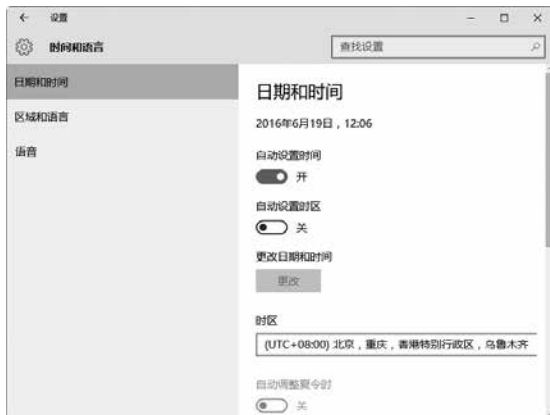 设置
时间和语言
查找设置
日期和时间
区域和语言
语音
日期和时间
2016年6月19日，12:06
自动设置时间
开
自动设置时区
关
更改日期和时间
更改
时区
(UTC+08:00) 北京，重庆，香港特别行政区，乌鲁木齐
自动调整夏令时
关